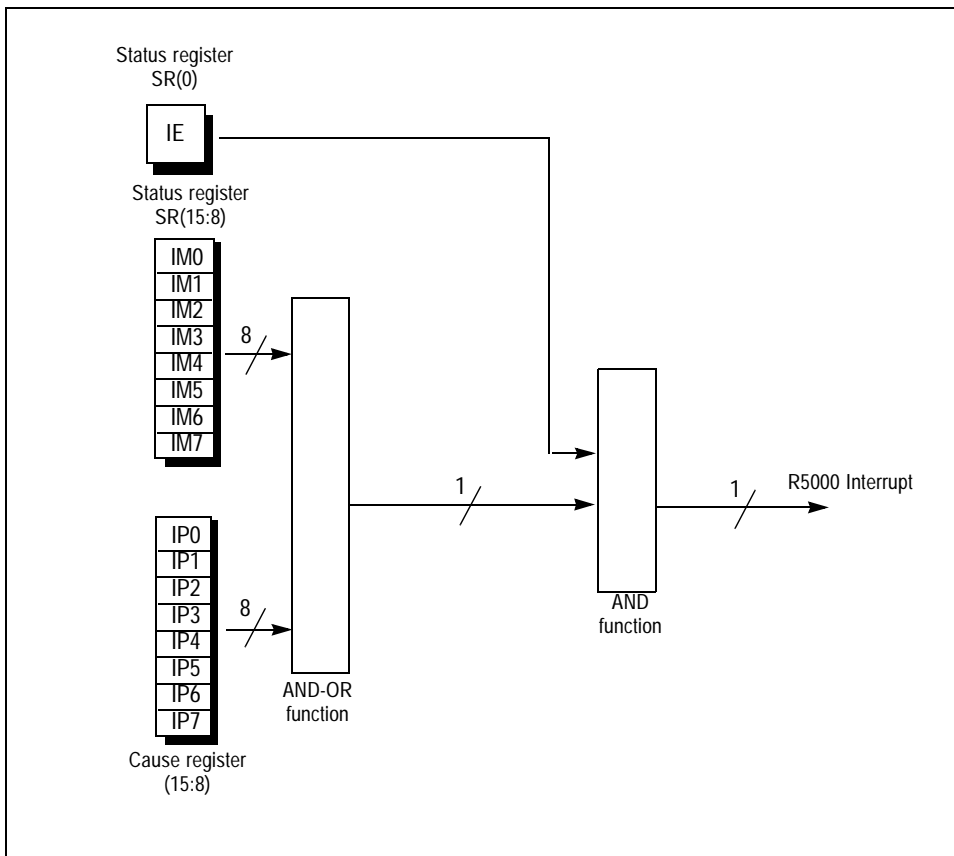 Status register
SR(0)
IE
Status register
SR(15:8)
IM0
IM1
IM2
IM3
IM4
IM5
IM6
IM7
8
1
1
R5000 Interrupt
IP0
IP1
IP2
IP3
IP4
IP5
IP6
IP7
8
AND
function
AND-OR
function
Cause register
(15:8)